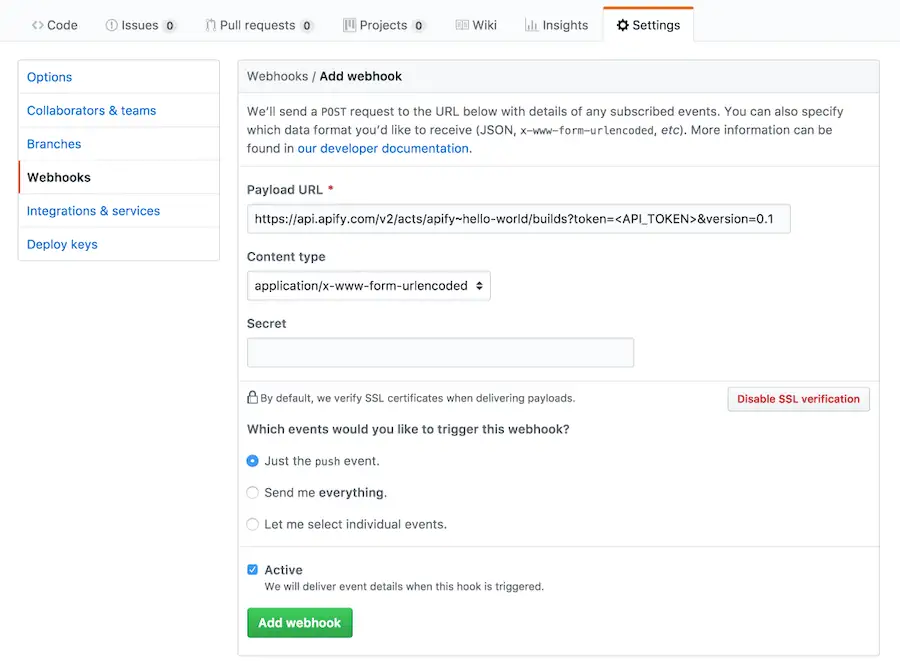 Code Issues 0 Pull requests 0 Projects 0 Wiki Insights Settings
Options
Collaborators & teams
Branches
Webhooks
Integrations & services
Deploy keys
Webhooks / Add webhook
We’ll send a POST request to the URL below with details of any subscribed events. You can also specify
which data format you’d like to receive (JSON, x-www-form-urlencoded, etc). More information can be
found in our developer documentation.
Payload URL *
https://api.apify.com/v2/acts/apify~hello-world/builds?token=<API_TOKEN>&version=0.1
Content type
application/x-www-form-urlencoded
Secret
By default, we verify SSL certificates when delivering payloads.
Disable SSL verification
Which events would you like to trigger this webhook?
Just the push event.
Send me everything.
Let me select individual events.
Active
We will deliver event details when this hook is triggered.
Add webhook